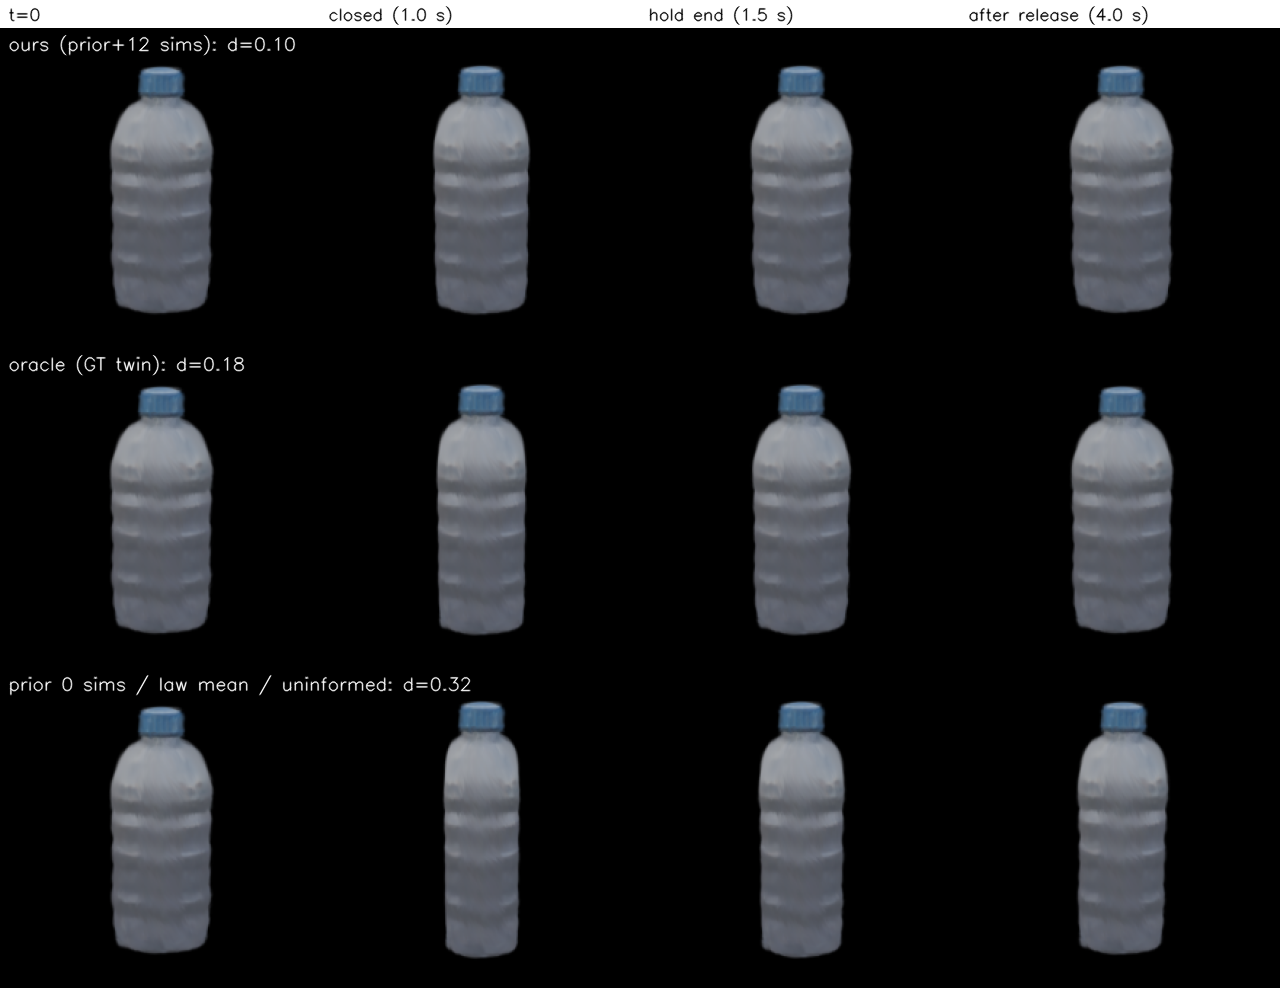 t=0 closed (1.0 s) hold end (1.5 s) after release (4.0 s)
ours (prior+12 sims): d=0.10
oracle (GT twin): d=0.18
prior 0 sims / law mean / uninformed: d=0.32